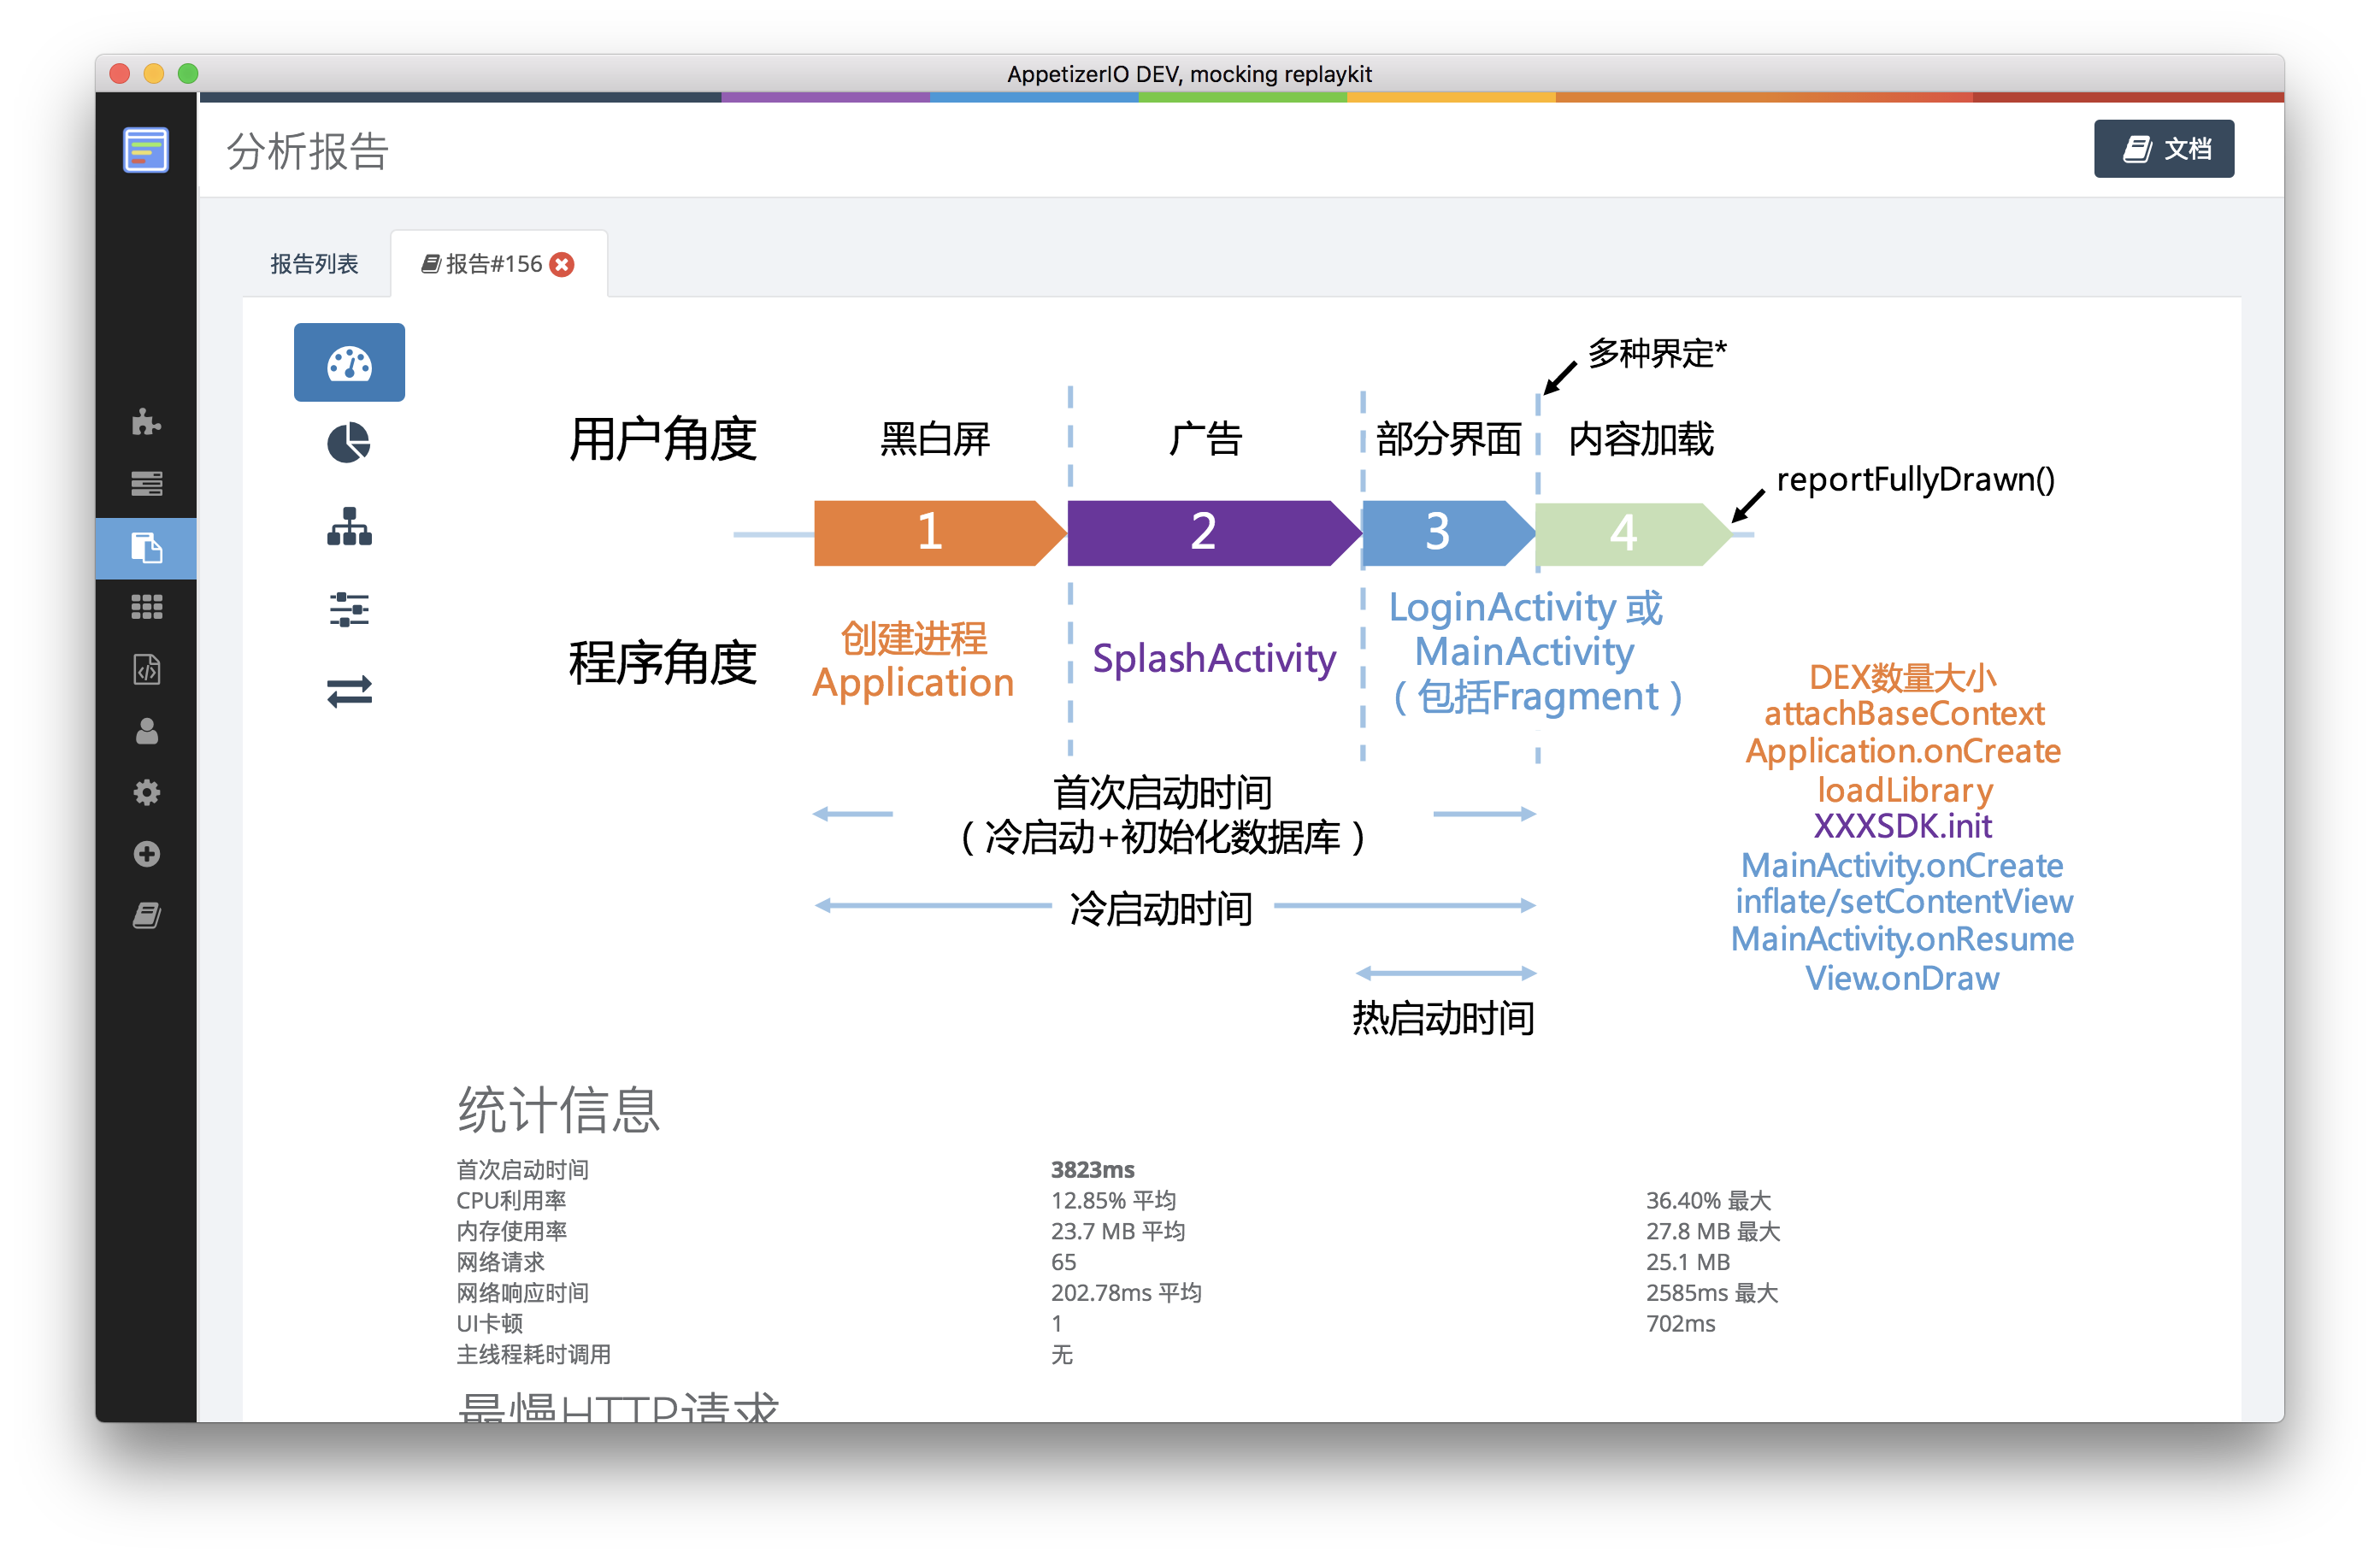 AppetizerIO DEV, mocking replaykit
分析报告
文档
报告列表
报告#156
多种界定*
用户角度
黑白屏
广告
部分界面
内容加载
reportFullyDrawn()
1
2
3
4
程序角度
创建进程
Application
SplashActivity
LoginActivity 或
MainActivity
（包括Fragment）
DEX数量大小
attachBaseContext
Application.onCreate
loadLibrary
XXXSDK.init
MainActivity.onCreate
inflate/setContentView
MainActivity.onResume
View.onDraw
首次启动时间
（冷启动+初始化数据库）
冷启动时间
热启动时间
统计信息
首次启动时间 3823ms
CPU利用率 12.85% 平均 36.40% 最大
内存使用率 23.7 MB 平均 27.8 MB 最大
网络请求 65 25.1 MB
网络响应时间 202.78ms 平均 2585ms 最大
UI卡顿 1 702ms
主线程耗时调用 无
最慢HTTP请求